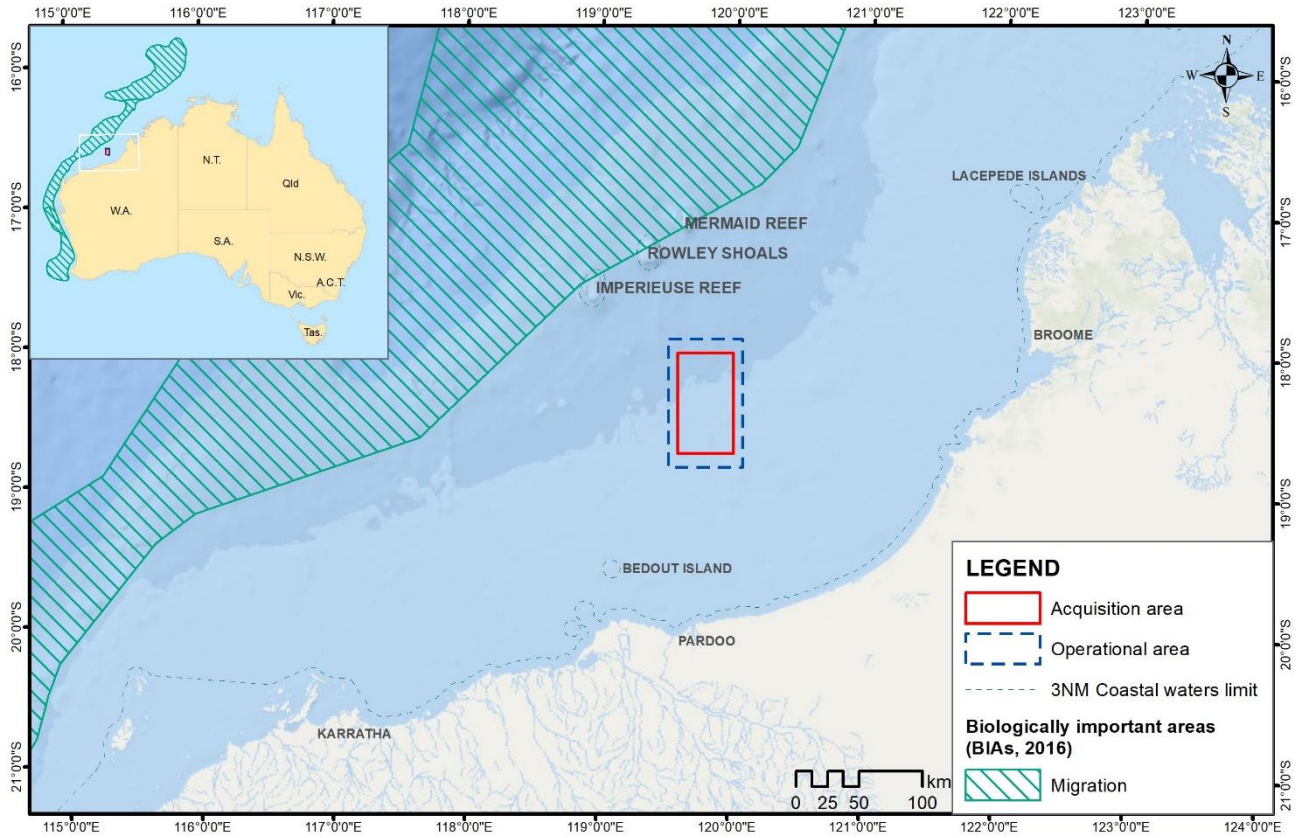 115°0'0"E
116°0'0"E
117°0'0"E
118°0'0"E
119°0'0"E
120°0'0"E
121°0'0"E
122°0'0"E
123°0'0"E
16°0'0"S
17°0'0"S
18°0'0"S
19°0'0"S
20°0'0"S
21°0'0"S
N.T.
Qld
W.A.
S.A.
N.S.W.
A.C.T.
Vic.
Tas.
N
W
E
S
16°0'0"S
17°0'0"S
18°0'0"S
19°0'0"S
20°0'0"S
21°0'0"S
LACEPEDE ISLANDS
MERMAID REEF
ROWLEY SHOALS
IMPERIEUSE REEF
BROOME
BEDOUT ISLAND
PARDOO
KARRATHA
km
0 25 50 100
LEGEND
Acquisition area
Operational area
3NM Coastal waters limit
Biologically important areas
(BIAs, 2016)
Migration
115°0'0"E
116°0'0"E
117°0'0"E
118°0'0"E
119°0'0"E
120°0'0"E
121°0'0"E
122°0'0"E
123°0'0"E
124°0'0"E